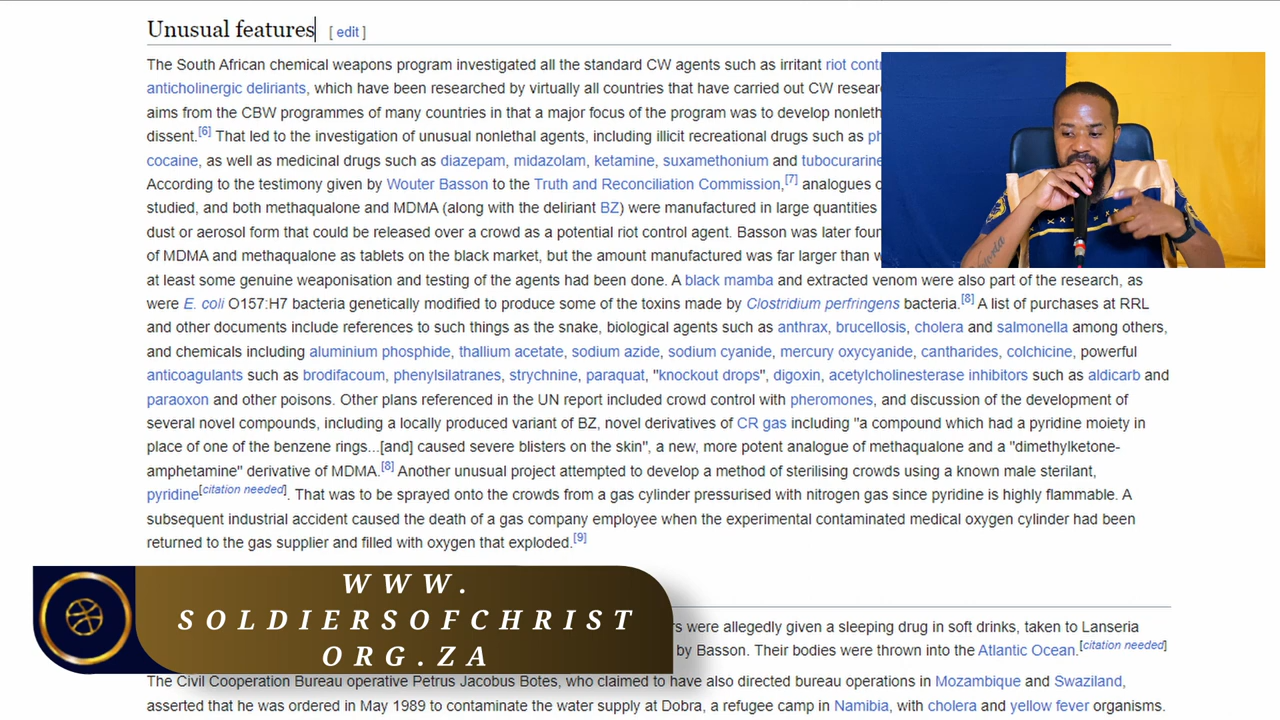 Unusual features [ edit ]
The South African chemical weapons program investigated all the standard CW agents such as irritant riot
anticholinergic deliriants, which have been researched by virtually all countries that have carried out CW
aims from the CBW programmes of many countries in that a major focus of the program was to develop
dissent.[6] That led to the investigation of unusual nonlethal agents, including illicit recreational drugs such as
cocaine, as well as medicinal drugs such as diazepam, midazolam, ketamine, suxamethonium and tubocurarine
According to the testimony given by Wouter Basson to the Truth and Reconciliation Commission,[7] analogues
studied, and both methaqualone and MDMA (along with the deliriant BZ) were manufactured in large quantities
dust or aerosol form that could be released over a crowd as a potential riot control agent. Basson was later
of MDMA and methaqualone as tablets on the black market, but the amount manufactured was far larger than
at least some genuine weaponisation and testing of the agents had been done. A black mamba and extracted venom were also part of the research, as
were E. coli O157:H7 bacteria genetically modified to produce some of the toxins made by Clostridium perfringens bacteria.[8] A list of purchases at RRL
and other documents include references to such things as the snake, biological agents such as anthrax, brucellosis, cholera and salmonella among others,
and chemicals including aluminium phosphide, thallium acetate, sodium azide, sodium cyanide, mercury oxycyanide, cantharides, colchicine, powerful
anticoagulants such as brodifacoum, phenylsilatranes, strychnine, paraquat, "knockout drops", digoxin, acetylcholinesterase inhibitors such as aldicarb and
paraoxon and other poisons. Other plans referenced in the UN report included crowd control with pheromones, and discussion of the development of
several novel compounds, including a locally produced variant of BZ, novel derivatives of CR gas including "a compound which had a pyridine moiety in
place of one of the benzene rings...[and] caused severe blisters on the skin", a new, more potent analogue of methaqualone and a "dimethylketone-
amphetamine" derivative of MDMA.[8] Another unusual project attempted to develop a method of sterilising crowds using a known male sterilant,
pyridine[citation needed]. That was to be sprayed onto the crowds from a gas cylinder pressurised with nitrogen gas since pyridine is highly flammable. A
subsequent industrial accident caused the death of a gas company employee when the experimental contaminated medical oxygen cylinder had been
returned to the gas supplier and filled with oxygen that exploded.[9]
WWW.
SOLDIERSOFCHRIST
ORG.ZA
were allegedly given a sleeping drug in soft drinks, taken to Lanseria
by Basson. Their bodies were thrown into the Atlantic Ocean.[citation needed]
The Civil Cooperation Bureau operative Petrus Jacobus Botes, who claimed to have also directed bureau operations in Mozambique and Swaziland,
asserted that he was ordered in May 1989 to contaminate the water supply at Dobra, a refugee camp in Namibia, with cholera and yellow fever organisms.